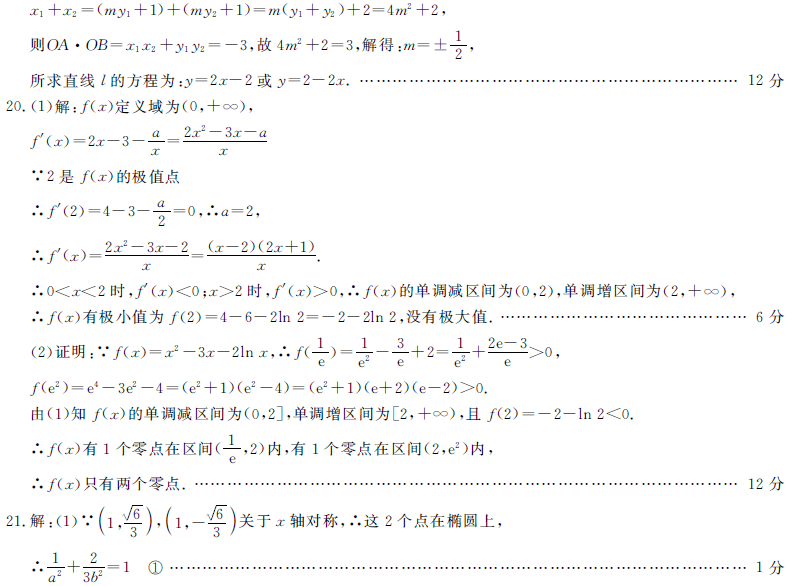 x₁+x₂=(my₁+1)+(my₂+1)=m(y₁+y₂)+2=4m²+2,
则OA·OB=x₁x₂+y₁y₂=-3,故4m²+2=3,解得:m=±1/2,
所求直线l的方程为:y=2x-2或y=2-2x. ………………………………………………………… 12分
20.(1)解:f(x)定义域为(0,+∞),
f′(x)=2x-3-a/x=(2x²-3x-a)/x
∵2是f(x)的极值点
∴f′(2)=4-3-a/2=0,∴a=2,
∴f′(x)=(2x²-3x-2)/x=(x-2)(2x+1)/x.
∴0<x<2时,f′(x)<0;x>2时,f′(x)>0,∴f(x)的单调减区间为(0,2),单调增区间为(2,+∞),
∴f(x)有极小值为f(2)=4-6-2ln 2=-2-2ln 2,没有极大值. …………………………………… 6分
(2)证明:∵f(x)=x²-3x-2ln x,∴f(1/e)=1/e²-3/e+2=1/e²+(2e-3)/e>0,
f(e²)=e⁴-3e²-4=(e²+1)(e²-4)=(e²+1)(e+2)(e-2)>0.
由(1)知f(x)的单调减区间为(0,2],单调增区间为[2,+∞),且f(2)=-2-ln 2<0.
∴f(x)有1个零点在区间(1/e,2)内,有1个零点在区间(2,e²)内,
∴f(x)只有两个零点. ………………………………………………………………………… 12分
21.解:(1)∵(1,√6/3),(1,-√6/3)关于x轴对称,∴这2个点在椭圆上,
∴1/a²+2/3b²=1 ① ………………………………………………………………………… 1分